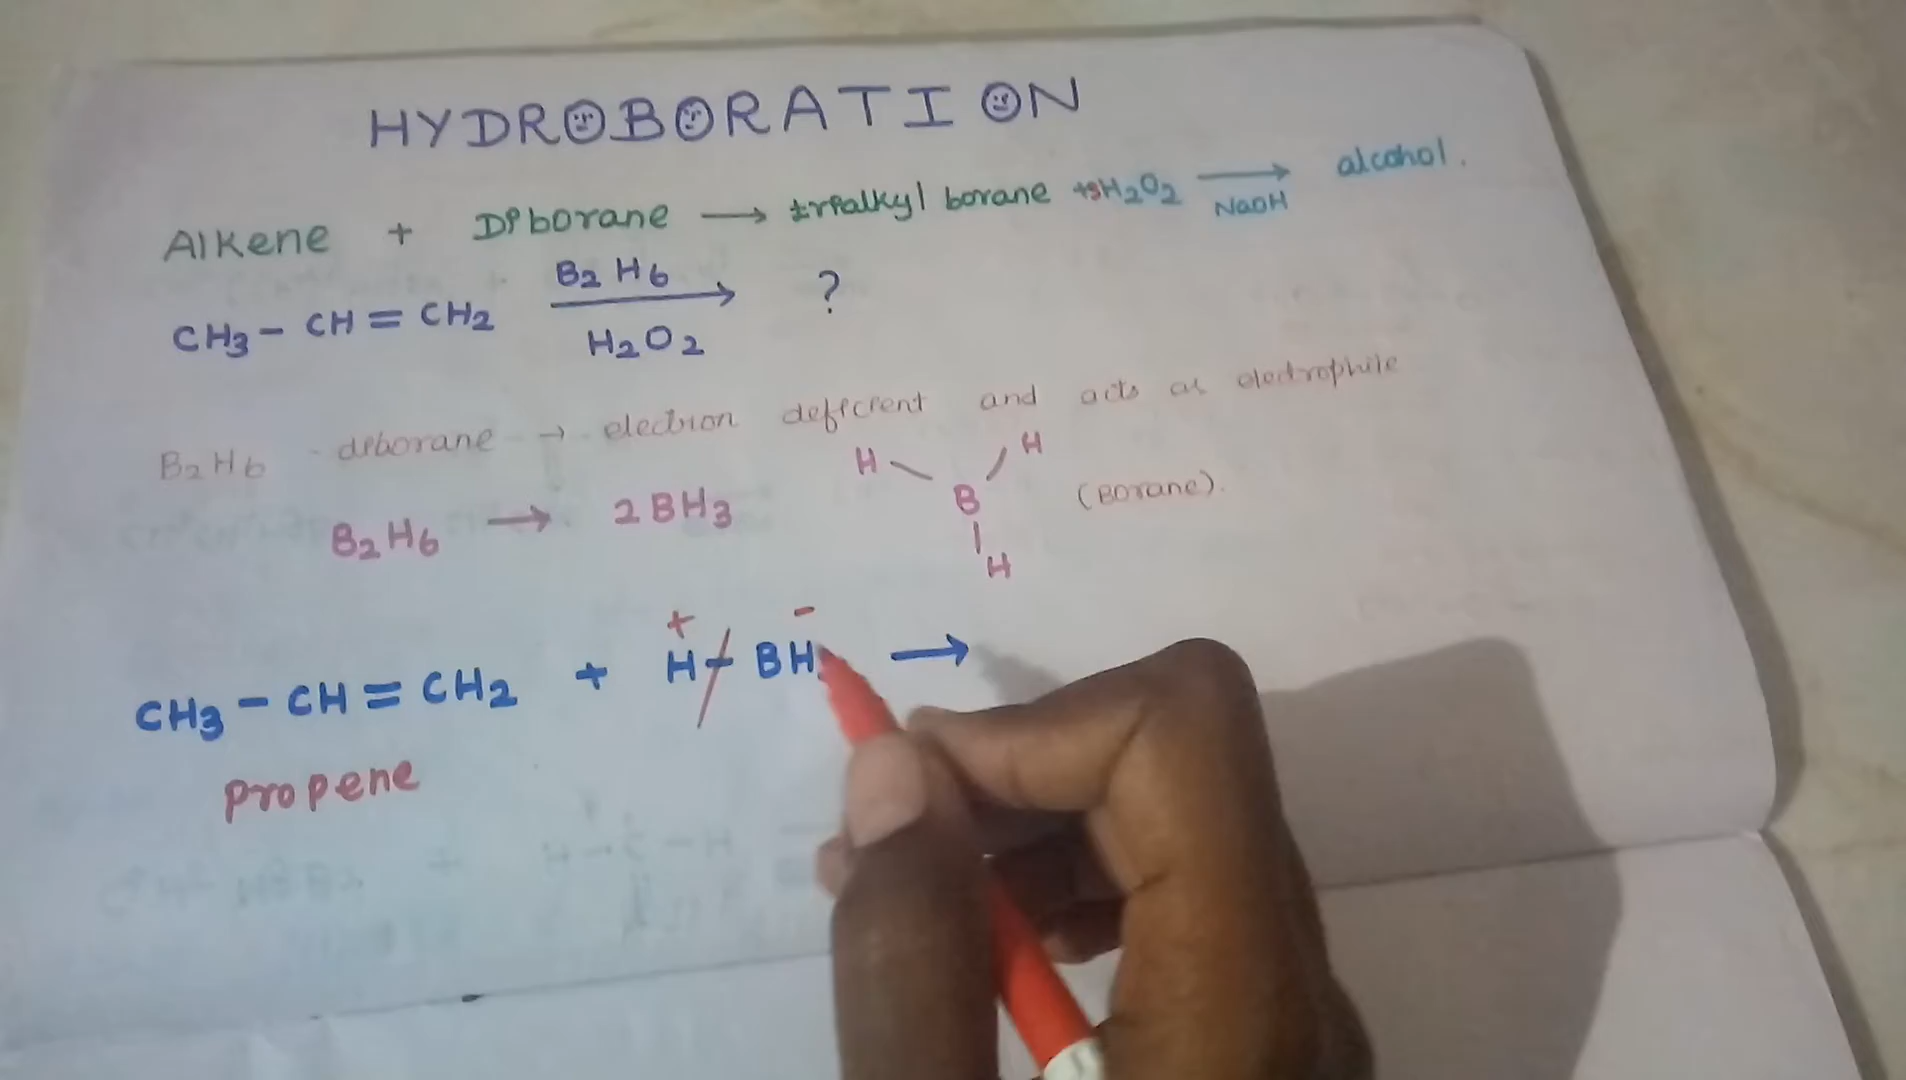 HYDROBORATION
Alkene + Diborane → trialkyl borane + 3H2O2 → alcohol.
NaOH
B2H6
CH3 - CH = CH2 → ?
H2O2
B2H6 - diborane → electron deficient and acts as electrophile
H H
B2H6 → 2BH3 B (Borane).
H
+ -
CH3 - CH = CH2 + H - BH →
propene